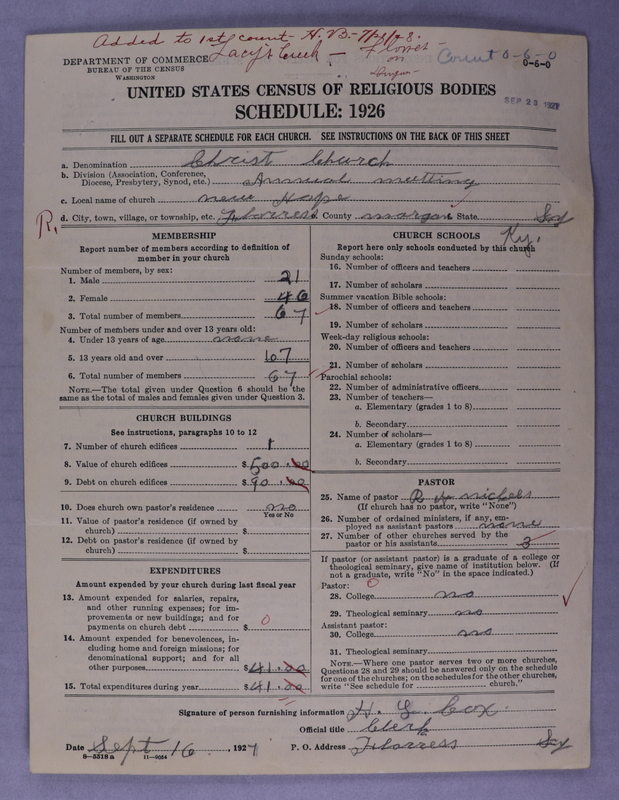 Added to 1st count - H.B. -
Lacy's Creek -
Count 0-6-0
DEPARTMENT OF COMMERCE
BUREAU OF THE CENSUS
WASHINGTON
0-6-0
UNITED STATES CENSUS OF RELIGIOUS BODIES
SCHEDULE: 1926
SEP 23 1927
FILL OUT A SEPARATE SCHEDULE FOR EACH CHURCH. SEE INSTRUCTIONS ON THE BACK OF THIS SHEET
a. Denomination Christ Church
b. Division (Association, Conference,
Diocese, Presbytery, Synod, etc.) Annual meeting
c. Local name of church new Hope
d. City, town, village, or township, etc. County morgan State
R.
Ky.
MEMBERSHIP
Report number of members according to definition of
member in your church
Number of members, by sex:
1. Male 21
2. Female 46
3. Total number of members 67
Number of members under and over 13 years old:
4. Under 13 years of age none
5. 13 years old and over 67
6. Total number of members 67
NOTE.—The total given under Question 6 should be the
same as the total of males and females given under Question 3.
CHURCH BUILDINGS
See instructions, paragraphs 10 to 12
7. Number of church edifices 1
8. Value of church edifices $500.00
9. Debt on church edifices $90.00
10. Does church own pastor's residence no
Yes or No
11. Value of pastor's residence (if owned by
church) $
12. Debt on pastor's residence (if owned by
church) $
EXPENDITURES
Amount expended by your church during last fiscal year
13. Amount expended for salaries, repairs,
and other running expenses; for im-
provements or new buildings; and for
payments on church debt $ 0
14. Amount expended for benevolences, in-
cluding home and foreign missions; for
denominational support; and for all
other purposes $41.00
15. Total expenditures during year $41.00
CHURCH SCHOOLS
Report here only schools conducted by this church
Sunday schools:
16. Number of officers and teachers
17. Number of scholars
Summer vacation Bible schools:
18. Number of officers and teachers
19. Number of scholars
Week-day religious schools:
20. Number of officers and teachers
21. Number of scholars
Parochial schools:
22. Number of administrative officers
23. Number of teachers—
a. Elementary (grades 1 to 8)
b. Secondary
24. Number of scholars—
a. Elementary (grades 1 to 8)
b. Secondary
PASTOR
25. Name of pastor R H nickels
(If church has no pastor, write "None")
26. Number of ordained ministers, if any, em-
ployed as assistant pastors none
27. Number of other churches served by the
pastor or his assistants 3
If pastor (or assistant pastor) is a graduate of a college or
theological seminary, give name of institution below. (If
not a graduate, write "No" in the space indicated.)
Pastor: 0
28. College no
29. Theological seminary no
Assistant pastor:
30. College no
31. Theological seminary
NOTE.—Where one pastor serves two or more churches,
Questions 28 and 29 should be answered only on the schedule
for one of the churches; on the schedules for the other churches,
write "See schedule for church."
Signature of person furnishing information H. G. Cox
Official title Clerk
Date Sept 16, 1927 P. O. Address
8-5518a 11-9054